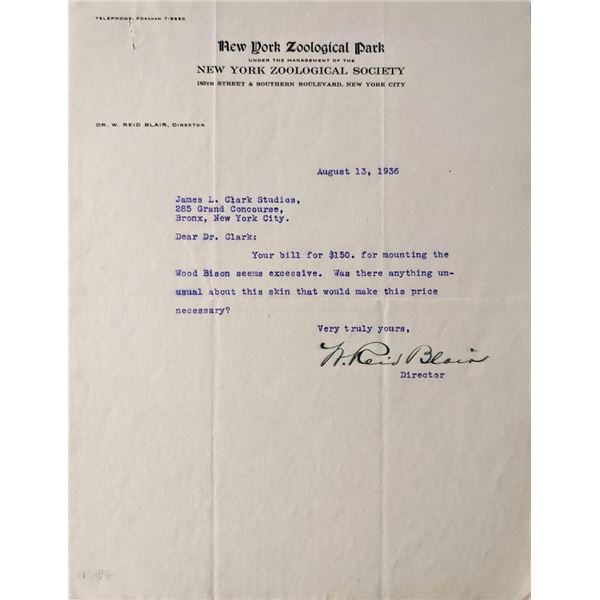 TELEPHONE: FORDHAM 7-6880
New York Zoological Park
UNDER THE MANAGEMENT OF THE
NEW YORK ZOOLOGICAL SOCIETY
185TH STREET & SOUTHERN BOULEVARD, NEW YORK CITY
DR. W. REID BLAIR, DIRECTOR
August 13, 1936
James L. Clark Studios,
285 Grand Concourse,
Bronx, New York City.
Dear Dr. Clark:
Your bill for $150. for mounting the
Wood Bison seems excessive. Was there anything un-
usual about this skin that would make this price
necessary?
Very truly yours,
W. Reid Blair
Director